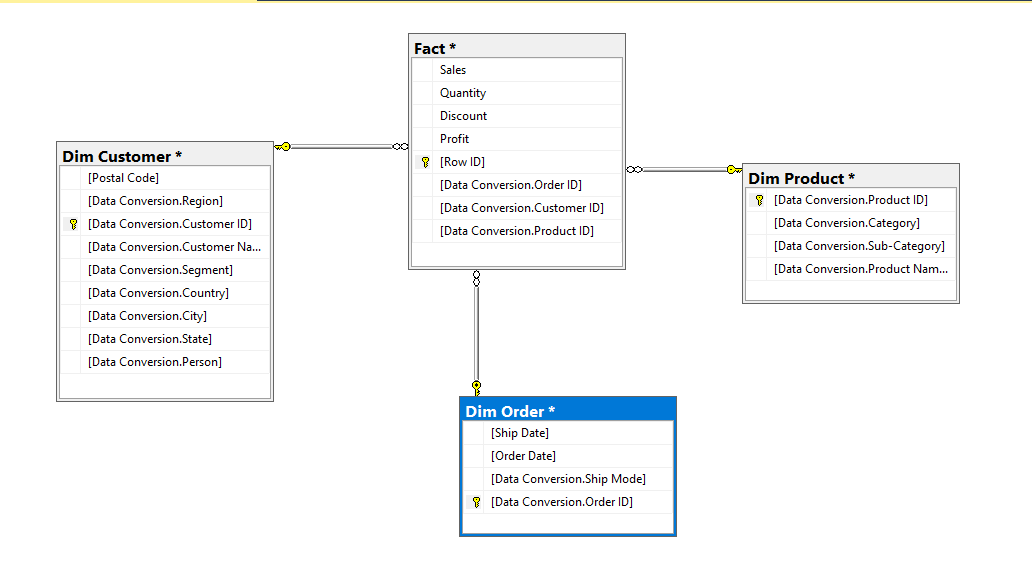 Fact *
Sales
Quantity
Discount
Profit
[Row ID]
[Data Conversion.Order ID]
[Data Conversion.Customer ID]
[Data Conversion.Product ID]
Dim Customer *
[Postal Code]
[Data Conversion.Region]
[Data Conversion.Customer ID]
[Data Conversion.Customer Na...
[Data Conversion.Segment]
[Data Conversion.Country]
[Data Conversion.City]
[Data Conversion.State]
[Data Conversion.Person]
Dim Product *
[Data Conversion.Product ID]
[Data Conversion.Category]
[Data Conversion.Sub-Category]
[Data Conversion.Product Nam...
Dim Order *
[Ship Date]
[Order Date]
[Data Conversion.Ship Mode]
[Data Conversion.Order ID]